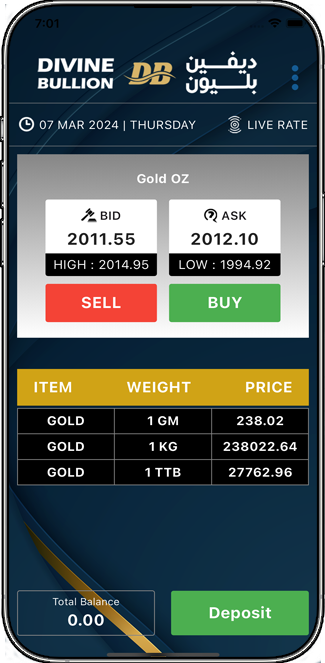 7:01
DIVINE BULLION DB ديفين بلـيون
07 MAR 2024 | THURSDAY LIVE RATE
Gold OZ
BID ASK
2011.55 2012.10
HIGH : 2014.95 LOW : 1994.92
SELL BUY
ITEM WEIGHT PRICE
GOLD 1 GM 238.02
GOLD 1 KG 238022.64
GOLD 1 TTB 27762.96
Total Balance
0.00
Deposit